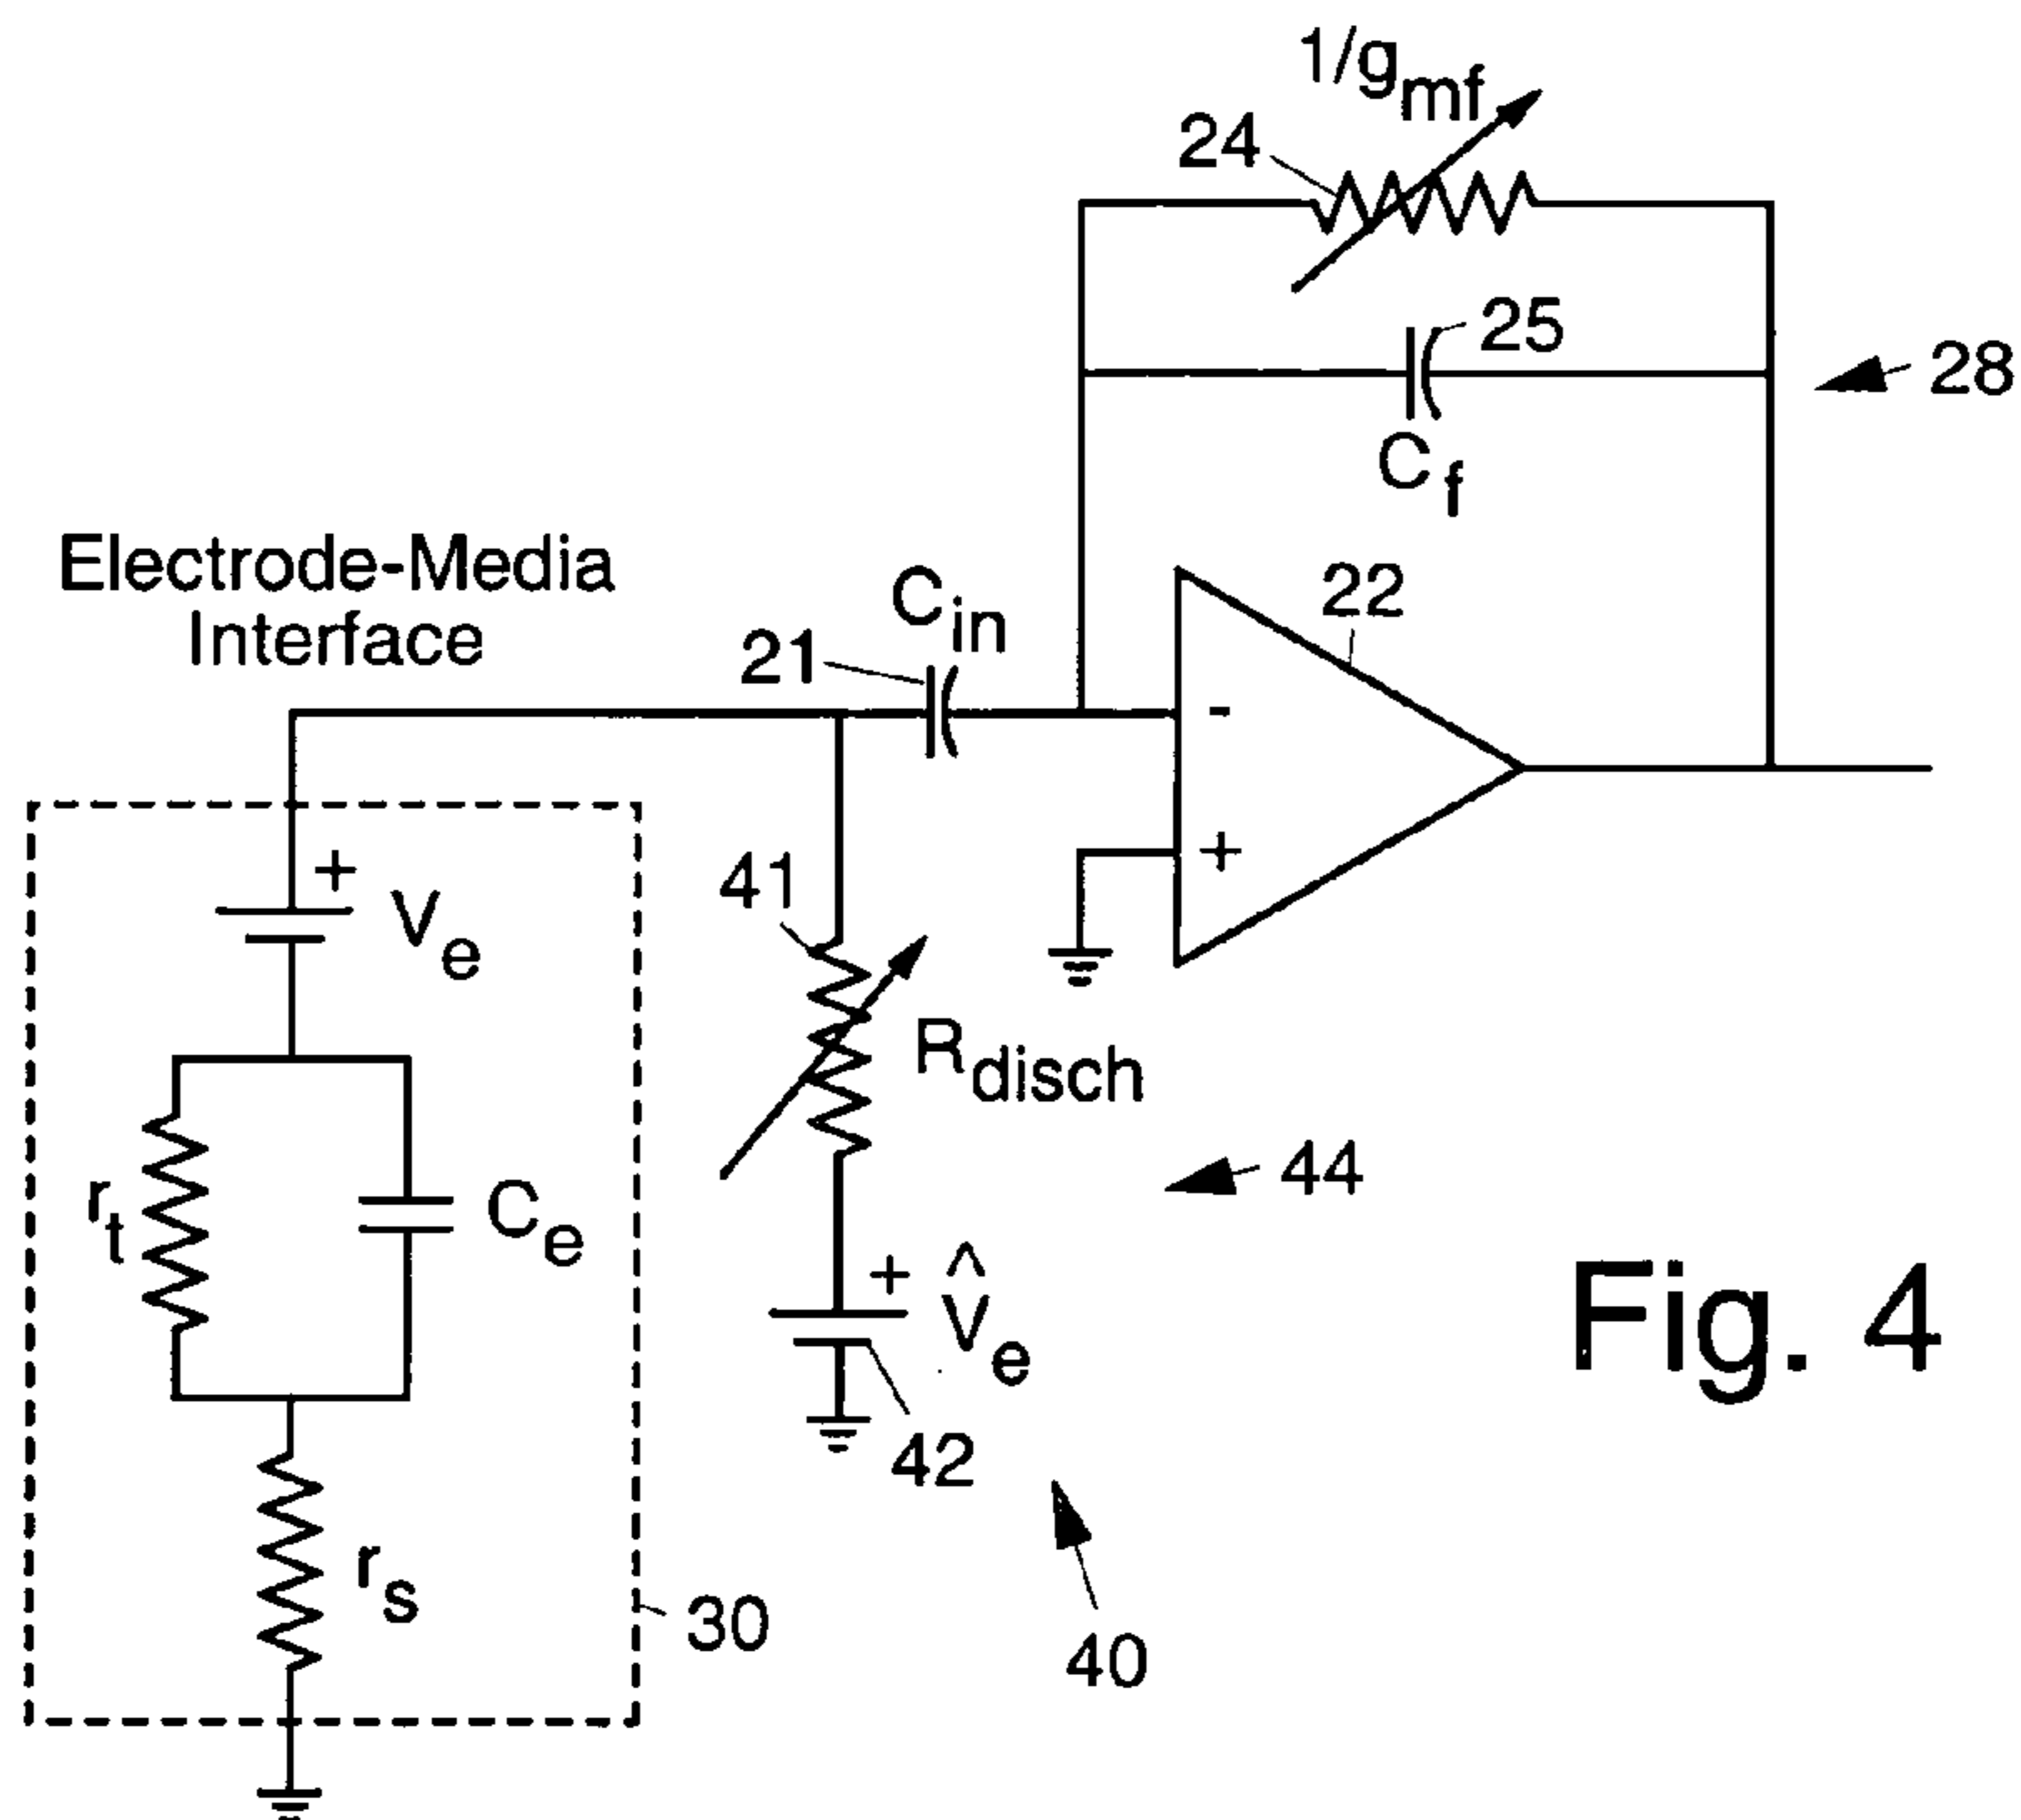 1/gmf
24
25
28
Cf
Electrode-Media
Interface
Cin
21
22
-
+
41
+
Ve
Rdisch
44
rt
Ce
+
V̂e
42
Fig. 4
rs
30
40